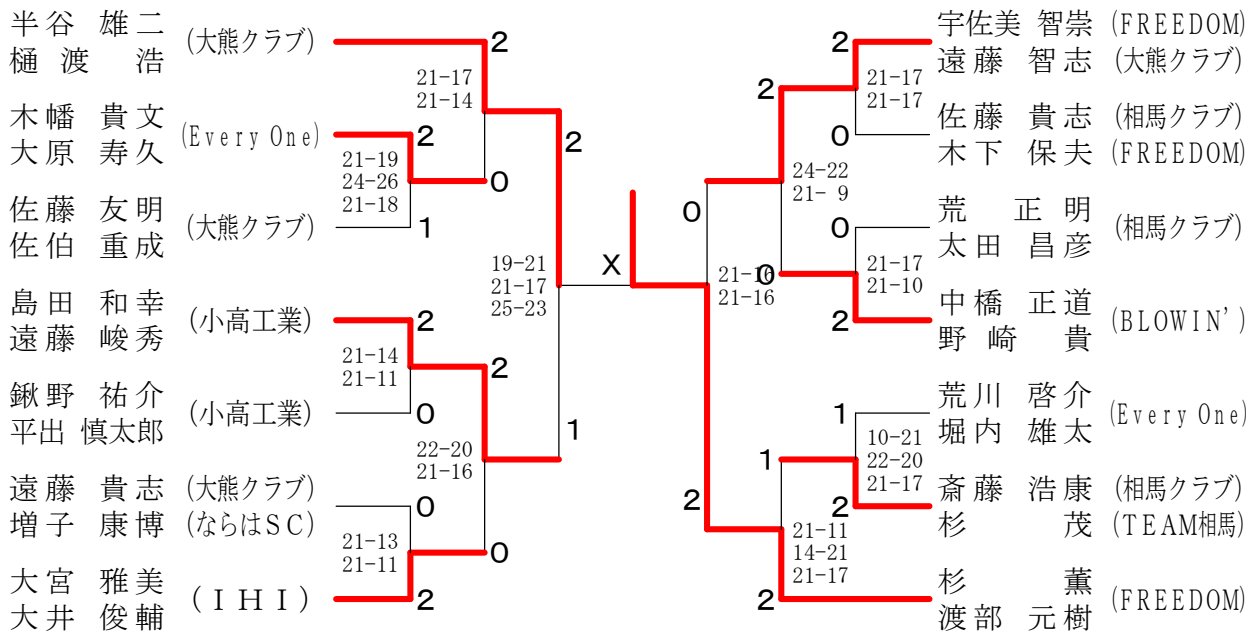 半谷 雄二
樋渡 浩
(大熊クラブ)
2
21-17
21-14
木幡 貴文
大原 寿久
(Every One)
2
21-19
24-26
21-18
0
2
佐藤 友明
佐伯 重成
(大熊クラブ)
1
19-21
21-17
25-23
島田 和幸
遠藤 峻秀
(小高工業)
2
21-14
21-11
2
鍬野 祐介
平出 慎太郎
(小高工業)
0
22-20
21-16
1
遠藤 貴志 (大熊クラブ)
増子 康博 (ならはSC)
0
21-13
21-11
0
大宮 雅美
大井 俊輔
(IHI)
2
X
宇佐美 智崇 (FREEDOM)
遠藤 智志 (大熊クラブ)
2
21-17
21-17
2
佐藤 貴志 (相馬クラブ)
木下 保夫 (FREEDOM)
0
24-22
21- 9
0
荒 正明
太田 昌彦
(相馬クラブ)
0
21-17
21-10
0
21-16
21-16
中橋 正道
野崎 貴
(BLOWIN')
2
荒川 啓介
堀内 雄太
(Every One)
1
10-21
22-20
21-17
1
斎藤 浩康 (相馬クラブ)
杉 茂 (TEAM相馬)
2
2
21-11
14-21
21-17
杉 薫
渡部 元樹
(FREEDOM)
2